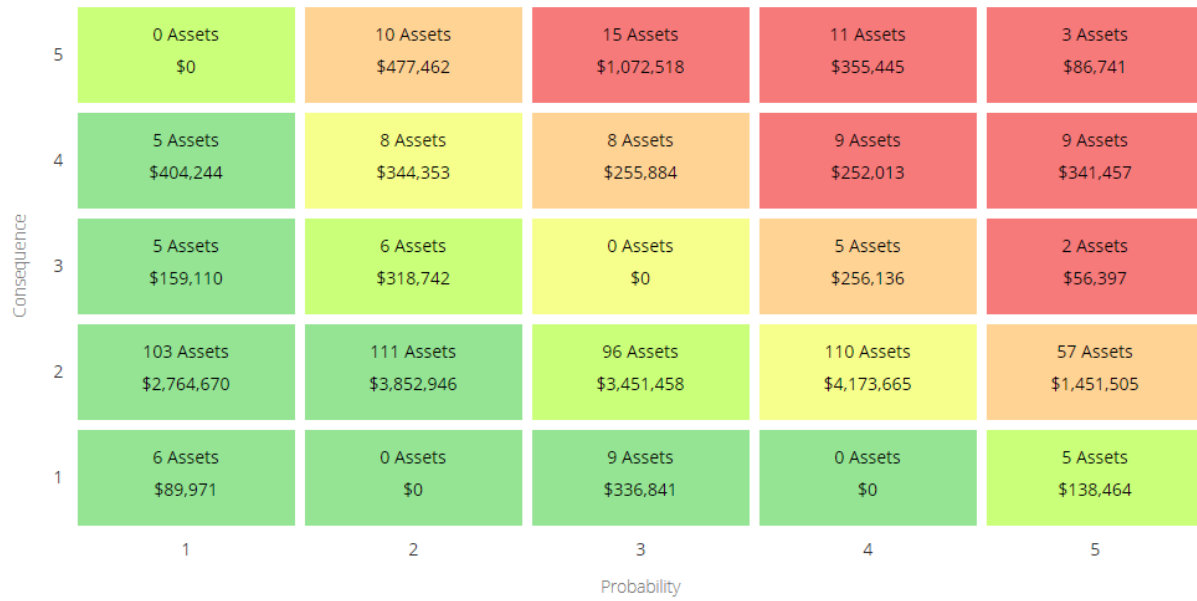 0 Assets
$0
10 Assets
$477,462
15 Assets
$1,072,518
11 Assets
$355,445
3 Assets
$86,741
5
5 Assets
$404,244
8 Assets
$344,353
8 Assets
$255,884
9 Assets
$252,013
9 Assets
$341,457
4
5 Assets
$159,110
6 Assets
$318,742
0 Assets
$0
5 Assets
$256,136
2 Assets
$56,397
3
Consequence
103 Assets
$2,764,670
111 Assets
$3,852,946
96 Assets
$3,451,458
110 Assets
$4,173,665
57 Assets
$1,451,505
2
6 Assets
$89,971
0 Assets
$0
9 Assets
$336,841
0 Assets
$0
5 Assets
$138,464
1
1 2 3 4 5
Probability